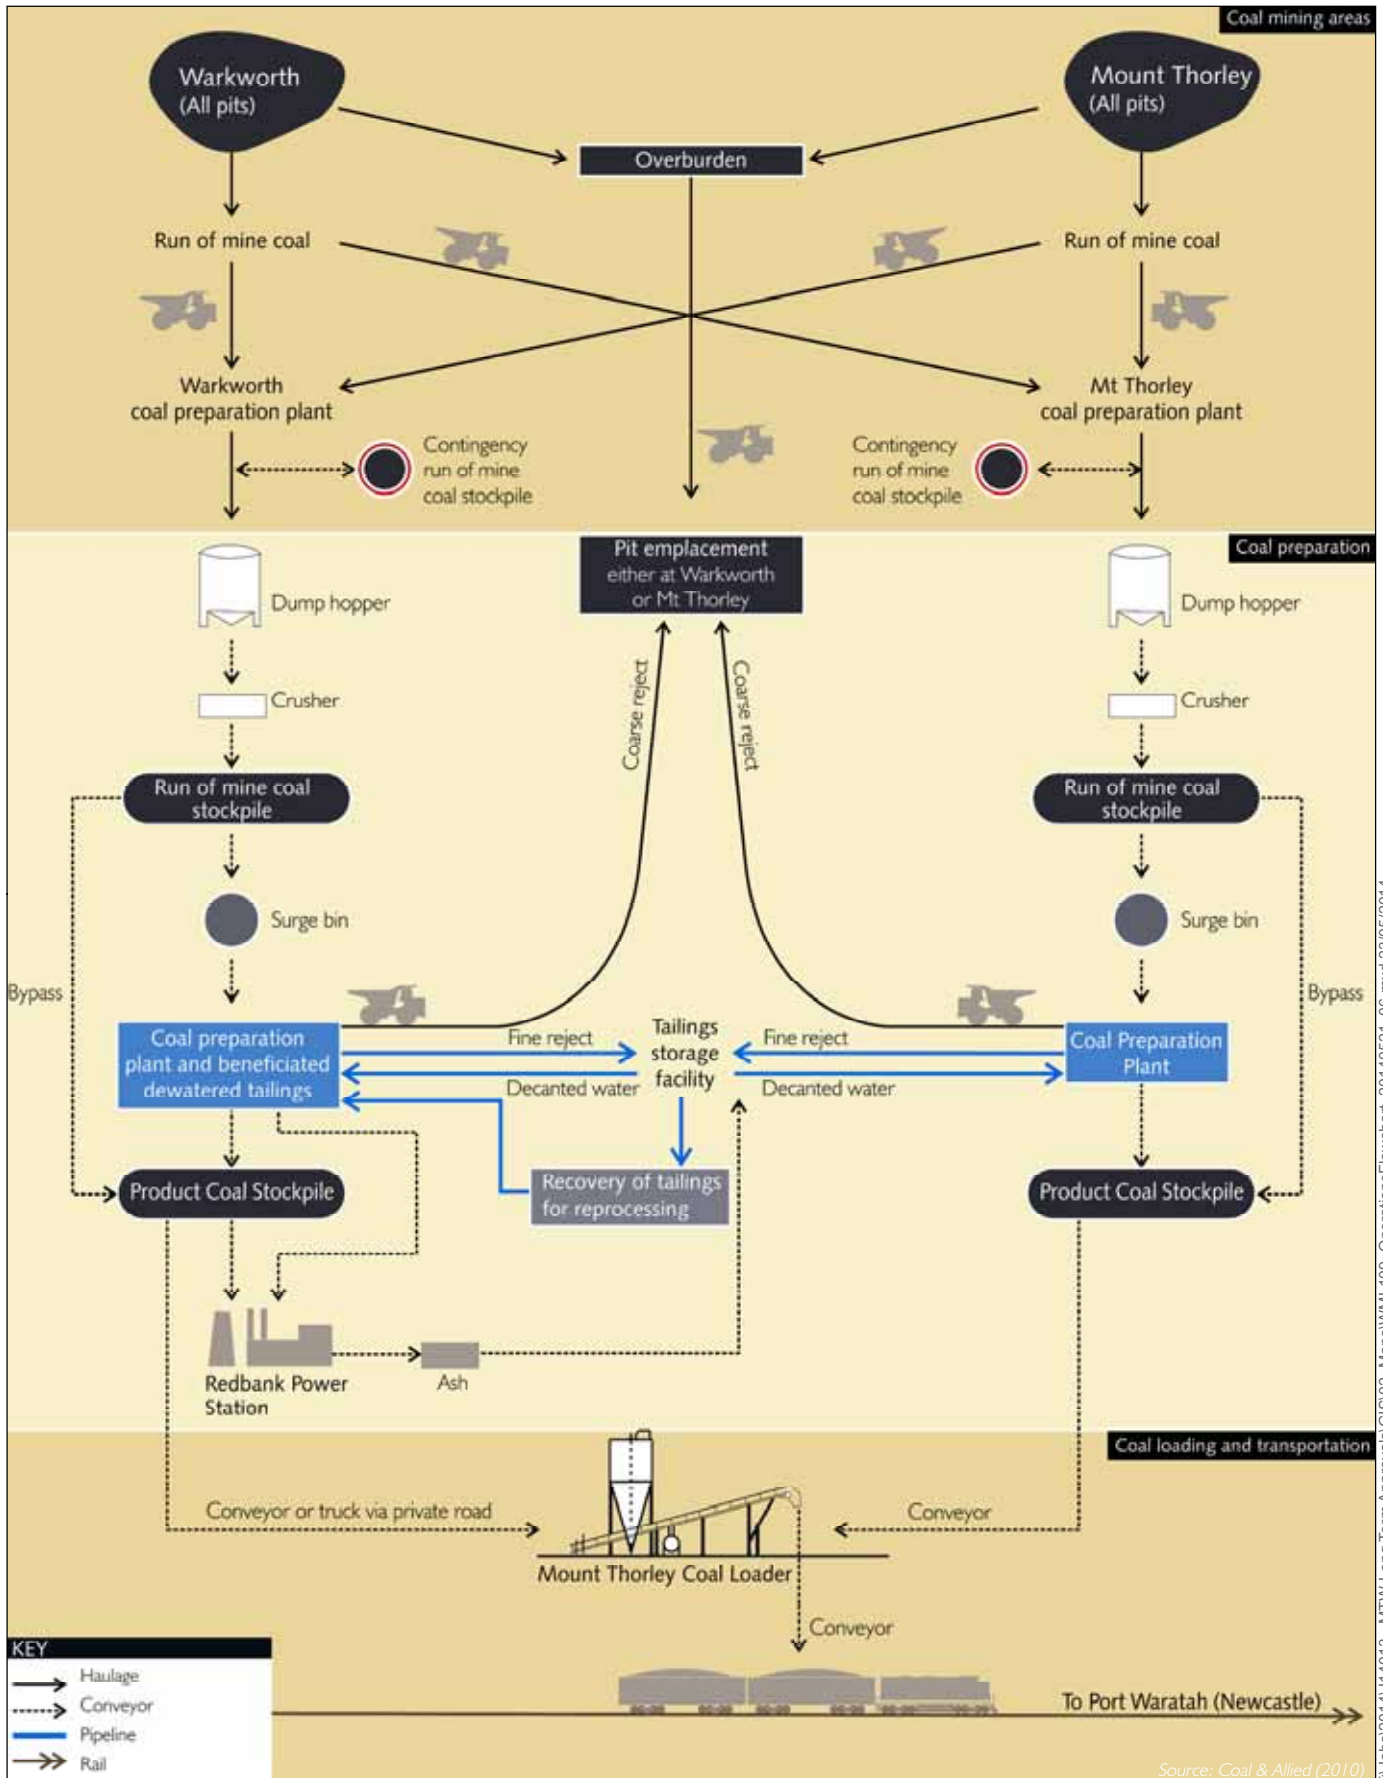 Coal mining areas
Warkworth
(All pits)
Mount Thorley
(All pits)
Overburden
Run of mine coal
Run of mine coal
Warkworth
coal preparation plant
Mt Thorley
coal preparation plant
Contingency
run of mine
coal stockpile
Contingency
run of mine
coal stockpile
Coal preparation
Pit emplacement
either at Warkworth
or Mt Thorley
Dump hopper
Dump hopper
Coarse reject
Coarse reject
Crusher
Crusher
Run of mine coal
stockpile
Run of mine coal
stockpile
Surge bin
Surge bin
Bypass
Bypass
Coal preparation
plant and beneficiated
dewatered tailings
Fine reject
Decanted water
Tailings
storage
facility
Fine reject
Decanted water
Coal Preparation
Plant
Product Coal Stockpile
Recovery of tailings
for reprocessing
Product Coal Stockpile
Redbank Power
Station
Ash
Coal loading and transportation
Conveyor or truck via private road
Conveyor
Mount Thorley Coal Loader
Conveyor
KEY
Haulage
Conveyor
Pipeline
Rail
To Port Waratah (Newcastle)
Source: Coal & Allied (2010)